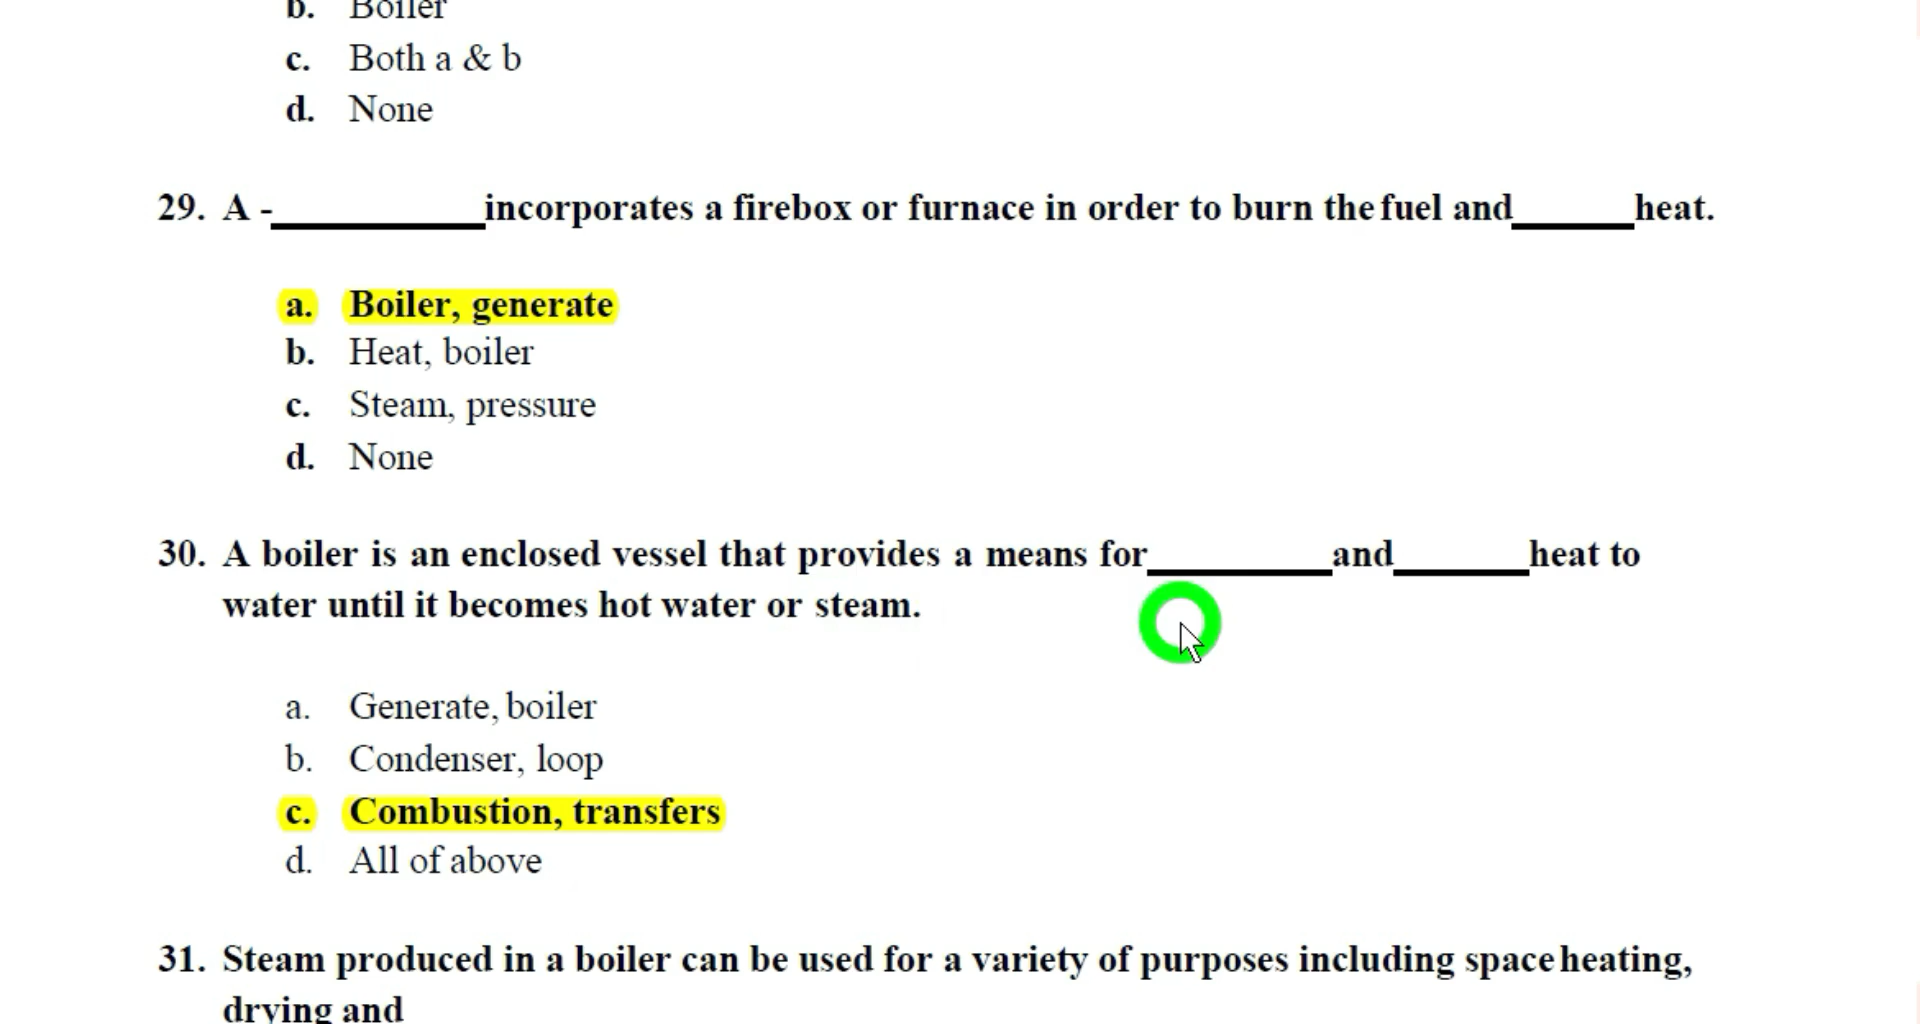 b. Boiler
c. Both a & b
d. None
29. A -__________incorporates a firebox or furnace in order to burn the fuel and______heat.
a. Boiler, generate
b. Heat, boiler
c. Steam, pressure
d. None
30. A boiler is an enclosed vessel that provides a means for_________and_______heat to
water until it becomes hot water or steam.
a. Generate, boiler
b. Condenser, loop
c. Combustion, transfers
d. All of above
31. Steam produced in a boiler can be used for a variety of purposes including space heating,
drying and